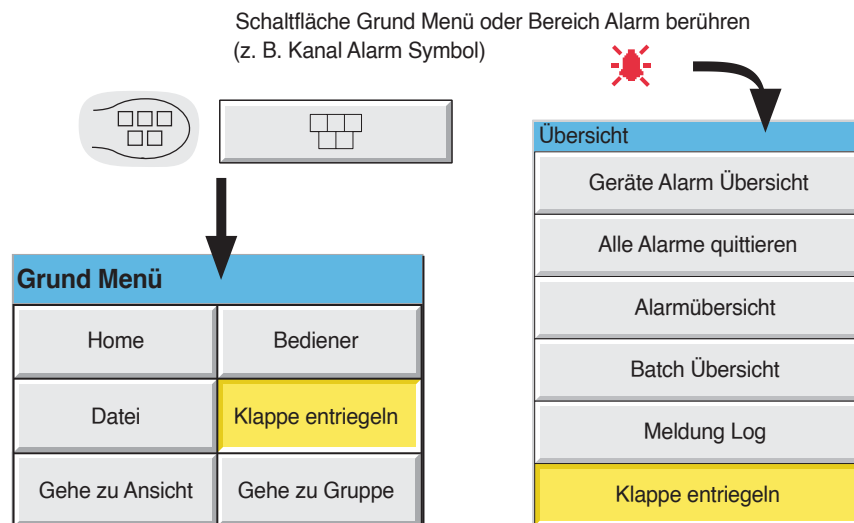 Schaltfläche Grund Menü oder Bereich Alarm berühren
(z. B. Kanal Alarm Symbol)
Grund Menü
Home
Bediener
Datei
Klappe entriegeln
Gehe zu Ansicht
Gehe zu Gruppe
Übersicht
Geräte Alarm Übersicht
Alle Alarme quittieren
Alarmübersicht
Batch Übersicht
Meldung Log
Klappe entriegeln